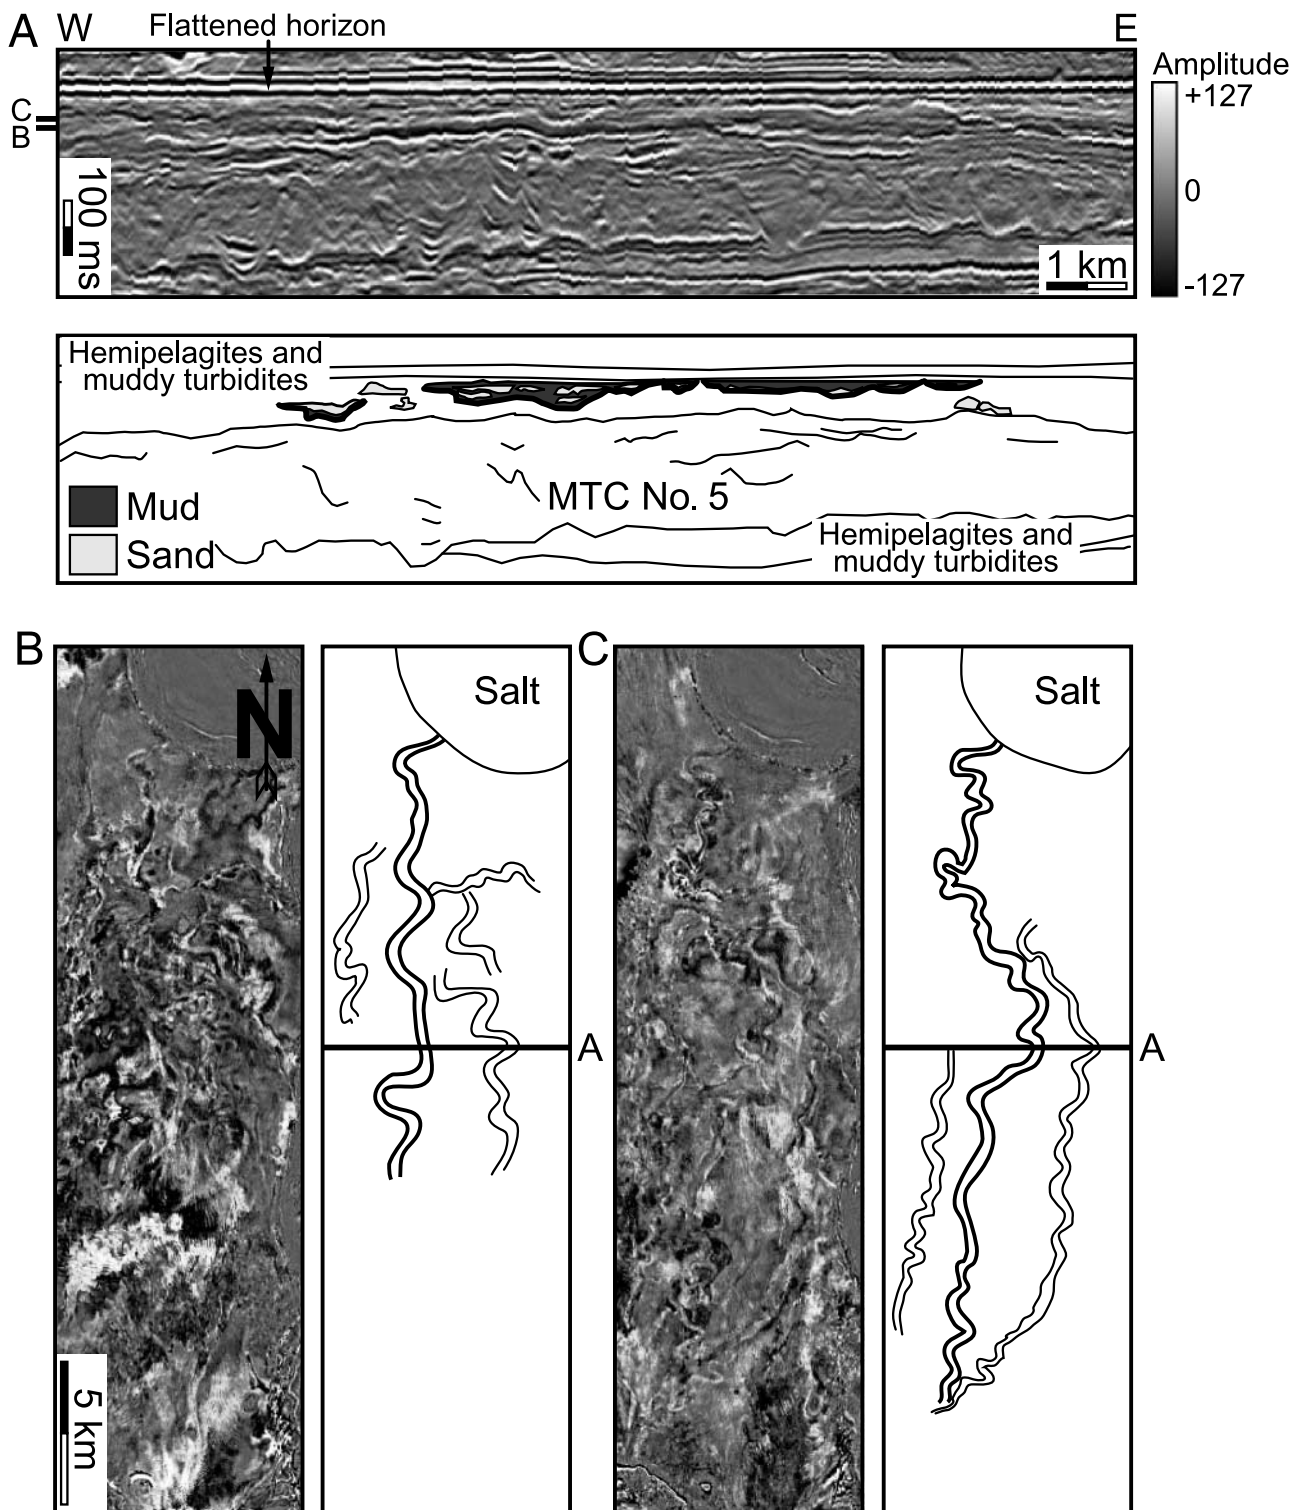 A W Flattened horizon E
Amplitude
+127
0
-127
C
B
100 ms
1 km
Hemipelagites and
muddy turbidites
MTC No. 5
Mud
Sand
Hemipelagites and
muddy turbidites
B
N
Salt
A
5 km
C
Salt
A